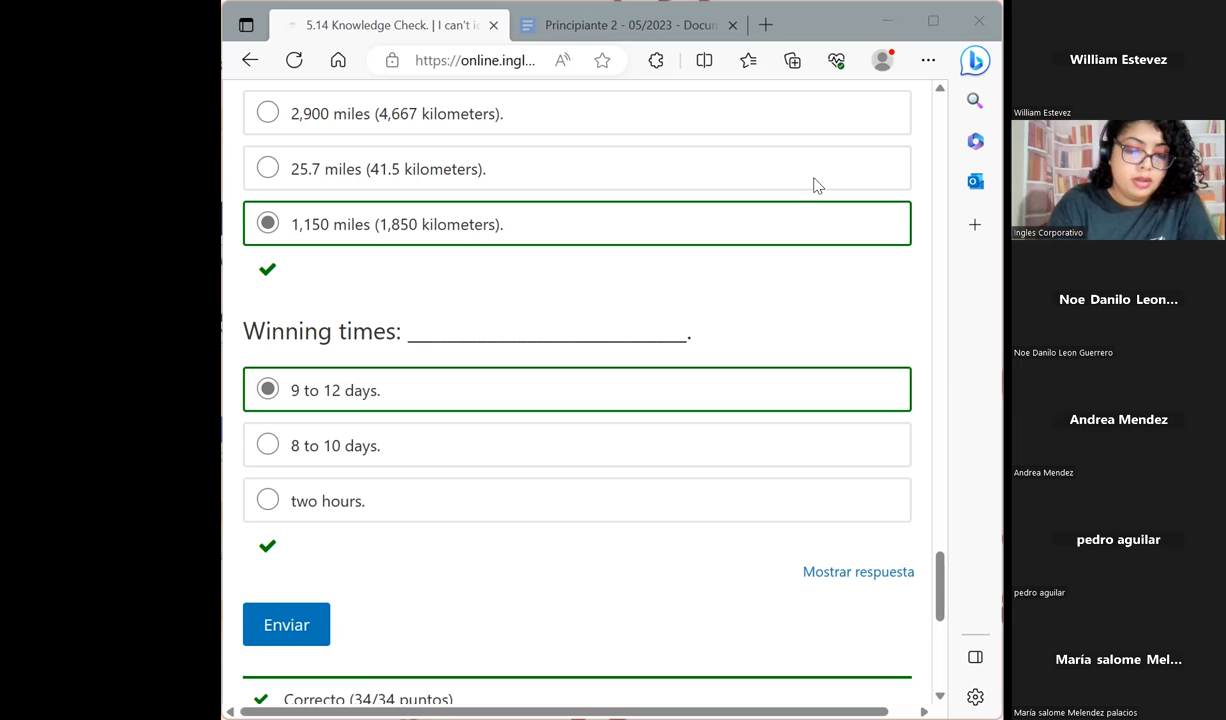 5.14 Knowledge Check. | I can't i
Principiante 2 - 05/2023 - Docum
https://online.ingl...
2,900 miles (4,667 kilometers).
25.7 miles (41.5 kilometers).
1,150 miles (1,850 kilometers).
Winning times: ________________________.
9 to 12 days.
8 to 10 days.
two hours.
Mostrar respuesta
Enviar
Correcto (34/34 puntos)
William Estevez
William Estevez
Ingles Corporativo
Noe Danilo Leon...
Noe Danilo Leon Guerrero
Andrea Mendez
Andrea Mendez
pedro aguilar
pedro aguilar
María salome Mel...
María salome Melendez palacios